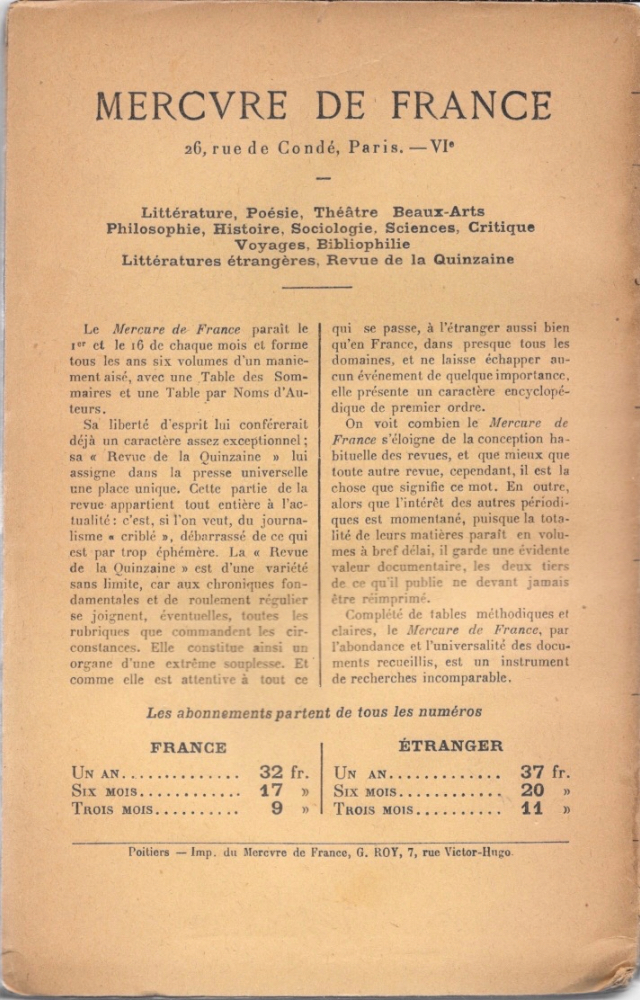 MERCVRE DE FRANCE
26, rue de Condé, Paris. — VIe
Littérature, Poésie, Théâtre Beaux-Arts
Philosophie, Histoire, Sociologie, Sciences, Critique
Voyages, Bibliophilie
Littératures étrangères, Revue de la Quinzaine
Le Mercure de France paraît le
1er et le 16 de chaque mois et forme
tous les ans six volumes d'un manie-
ment aisé, avec une Table des Som-
maires et une Table par Noms d'Au-
teurs.
Sa liberté d'esprit lui conférerait
déjà un caractère assez exceptionnel ;
sa « Revue de la Quinzaine » lui
assigne dans la presse universelle
une place unique. Cette partie de la
revue appartient tout entière à l'ac-
tualité : c'est, si l'on veut, du journa-
lisme « criblé », débarrassé de ce qui
est par trop éphémère. La « Revue
de la Quinzaine » est d'une variété
sans limite, car aux chroniques fon-
damentales et de roulement régulier
se joignent, éventuelles, toutes les
rubriques que commandent les cir-
constances. Elle constitue ainsi un
organe d'une extrême souplesse. Et
comme elle est attentive à tout ce
qui se passe, à l'étranger aussi bien
qu'en France, dans presque tous les
domaines, et ne laisse échapper au-
cun événement de quelque importance,
elle présente un caractère encyclopé-
dique de premier ordre.
On voit combien le Mercure de
France s'éloigne de la conception ha-
bituelle des revues, et que mieux que
toute autre revue, cependant, il est la
chose que signifie ce mot. En outre,
alors que l'intérêt des autres périodi-
ques est momentané, puisque la tota-
lité de leurs matières paraît en volu-
mes à bref délai, il garde une évidente
valeur documentaire, les deux tiers
de ce qu'il publie ne devant jamais
être réimprimé.
Complété de tables méthodiques et
claires, le Mercure de France, par
l'abondance et l'universalité des docu-
ments recueillis, est un instrument
de recherches incomparable.
Les abonnements partent de tous les numéros
FRANCE
UN AN.............. 32 fr.
SIX MOIS............ 17 »
TROIS MOIS.......... 9 »
ÉTRANGER
UN AN............. 37 fr.
SIX MOIS............ 20 »
TROIS MOIS.......... 11 »
Poitiers — Imp. du Mercvre de France, G. ROY, 7, rue Victor-Hugo.